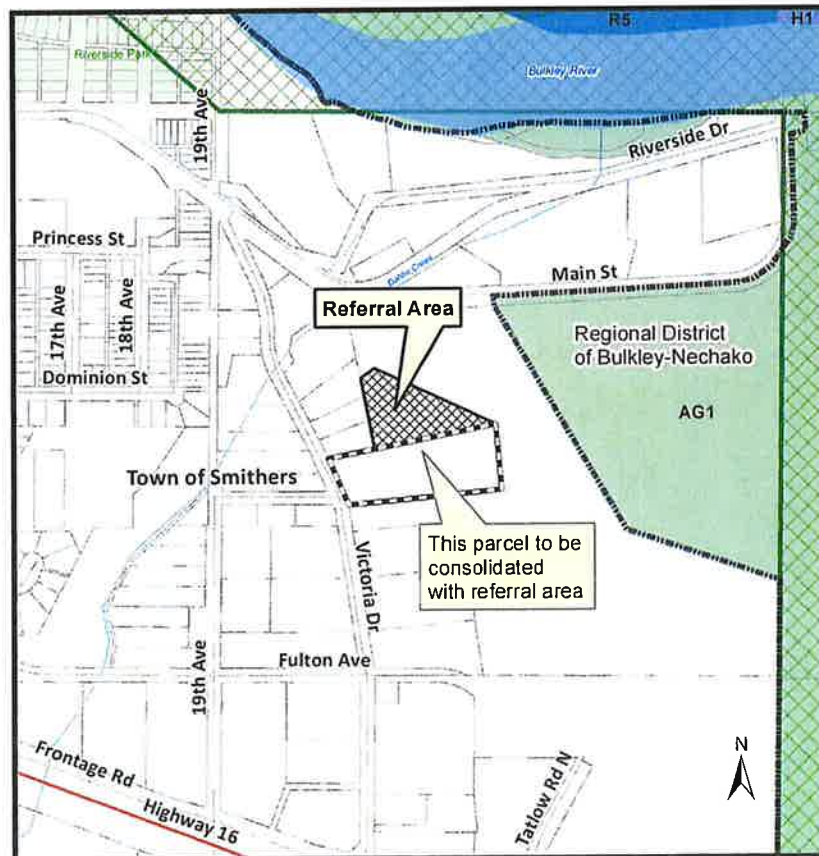 R5
H1
Riverside Park
Bulkley River
19th Ave
Riverside Dr
Princess St
Dahlie Creek
Main St
17th Ave
18th Ave
Referral Area
Regional District
of Bulkley-Nechako
Dominion St
AG1
Town of Smithers
This parcel to be
consolidated
with referral area
Victoria Dr
Fulton Ave
19th Ave
Frontage Rd
Highway 16
Tatlow Rd N
N